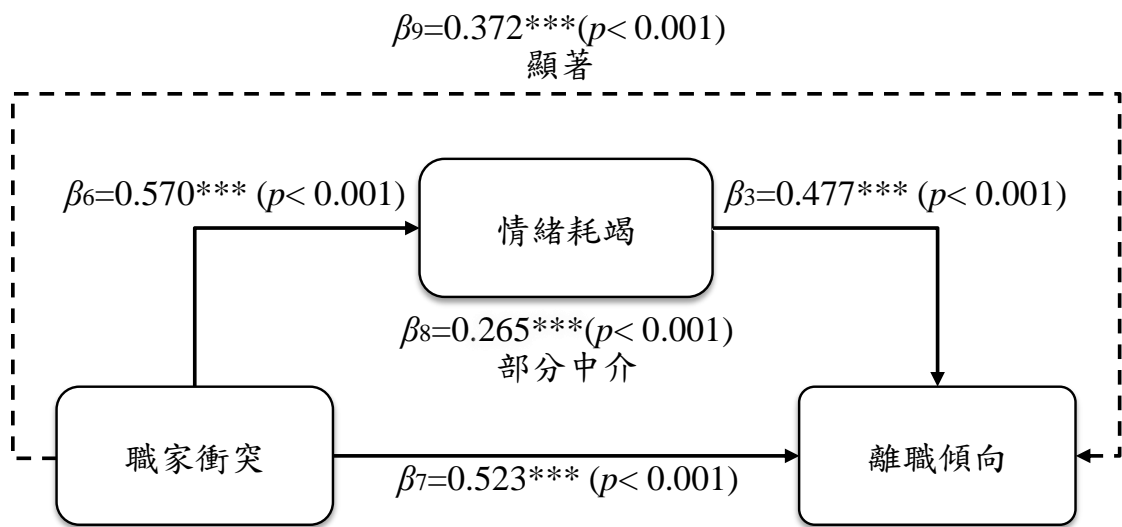 β9=0.372***(p< 0.001)
顯著
β6=0.570*** (p< 0.001)
情緒耗竭
β3=0.477*** (p< 0.001)
β8=0.265***(p< 0.001)
部分中介
職家衝突
離職傾向
β7=0.523*** (p< 0.001)